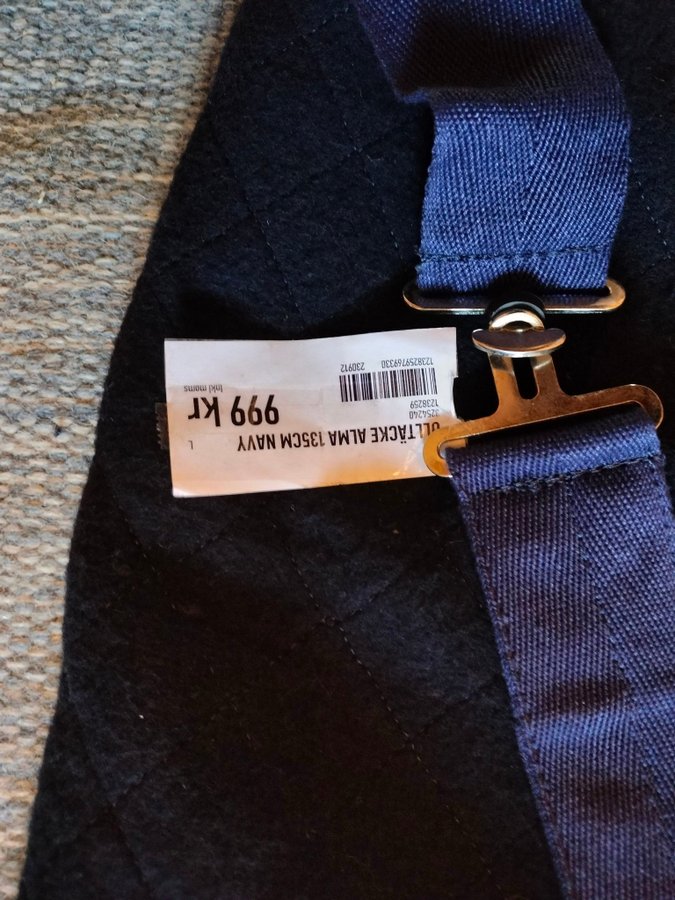 ULLTÄCKE ALMA 135CM NAVY
L
3254240
1238259
999 kr
Inkl moms
1238259769330 230912